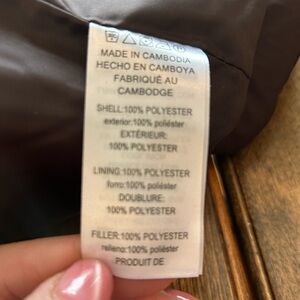 MADE IN CAMBODIA
HECHO EN CAMBOYA
FABRIQUÉ AU
CAMBODGE
SHELL:100% POLYESTER
exterior:100% poliéster
EXTÉRIEUR:
100% POLYESTER
LINING:100% POLYESTER
forro:100% poliéster
DOUBLURE:
100% POLYESTER
FILLER:100% POLYESTER
relleno:100% poliéster
PRODUIT DE